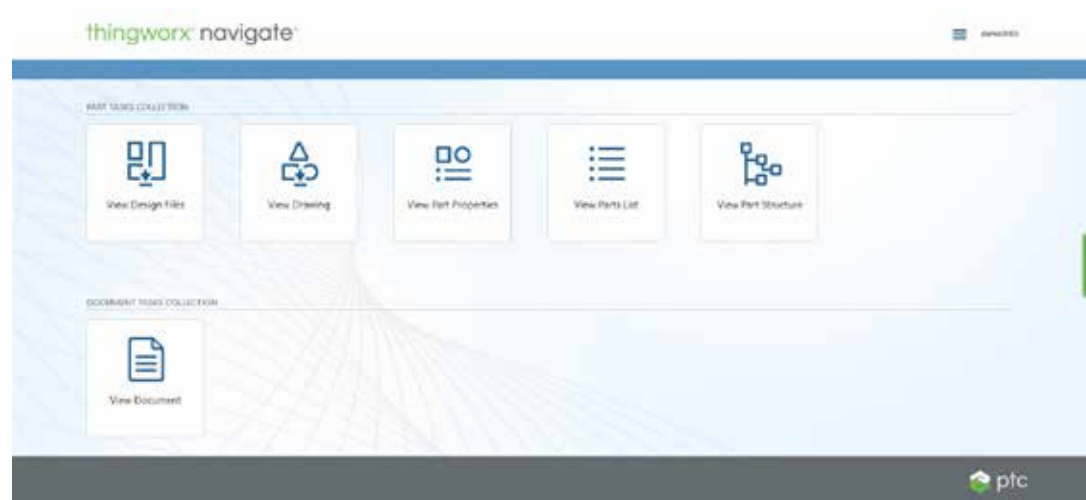 thingworx navigate
PART TASKS COLLECTION
View Design Files
View Drawing
View Part Properties
View Parts List
View Part Structure
DOCUMENT TASKS COLLECTION
View Document
ptc